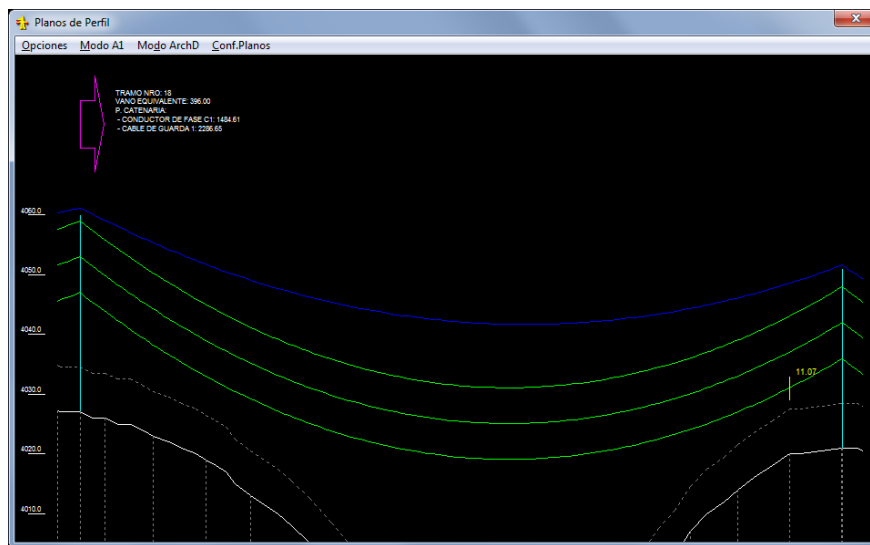 Planos de Perfil
Opciones Modo A1 Modo ArchD Conf.Planos
TRAMO NRO: 18
VANO EQUIVALENTE: 396.00
P. CATENARIA:
- CONDUCTOR DE FASE C1: 1484.61
- CABLE DE GUARDA 1: 2286.65
4060.0
4050.0
4040.0
4030.0
11.07
4020.0
4010.0